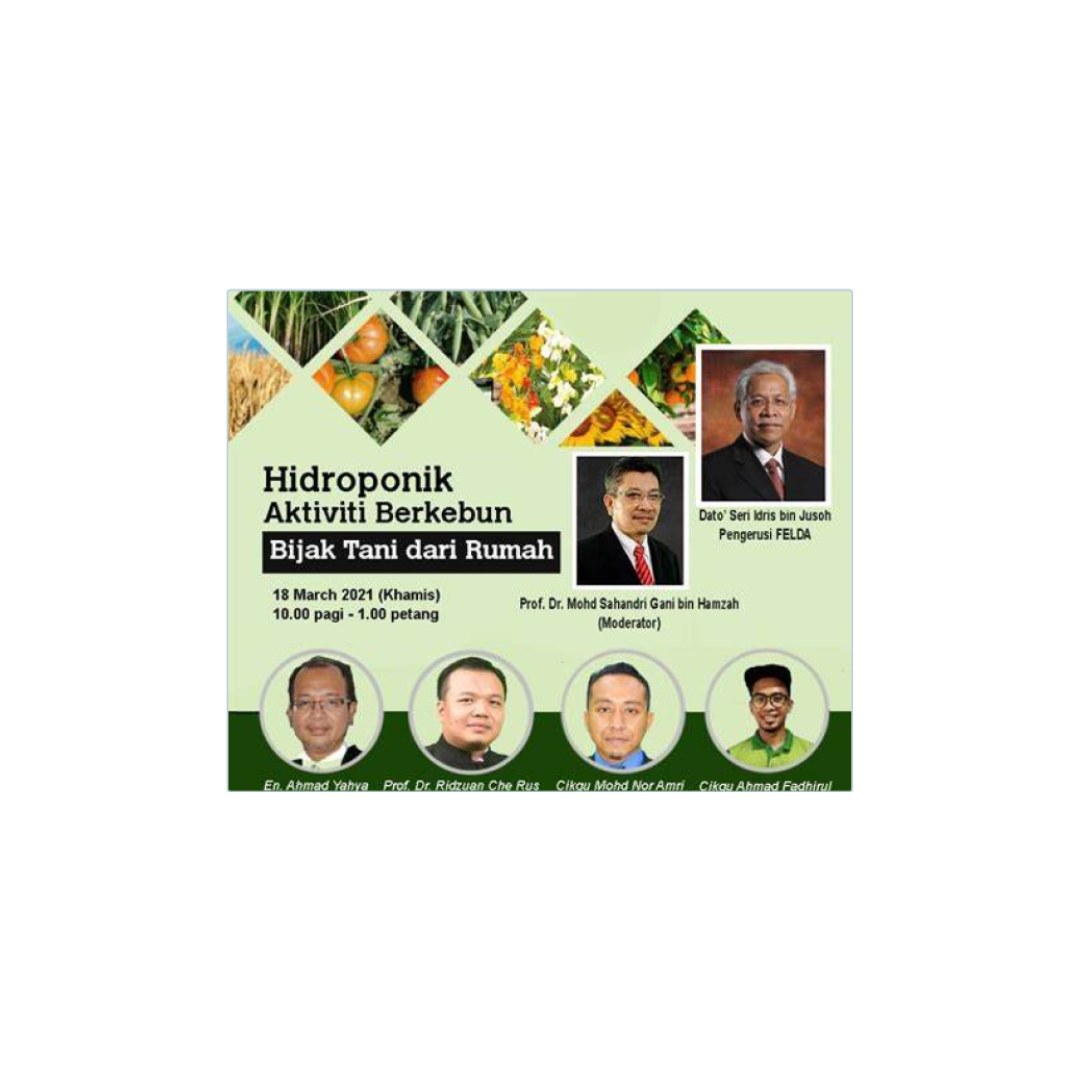 Hidroponik
Aktiviti Berkebun
Bijak Tani dari Rumah
18 March 2021 (Khamis)
10.00 pagi - 1.00 petang
Dato' Seri Idris bin Jusoh
Pengerusi FELDA
Prof. Dr. Mohd Sahandri Gani bin Hamzah
(Moderator)
En. Ahmad Yahya Prof. Dr. Ridzuan Che Rus Cikgu Mohd Nor Amri Cikgu Ahmad Fadhirul